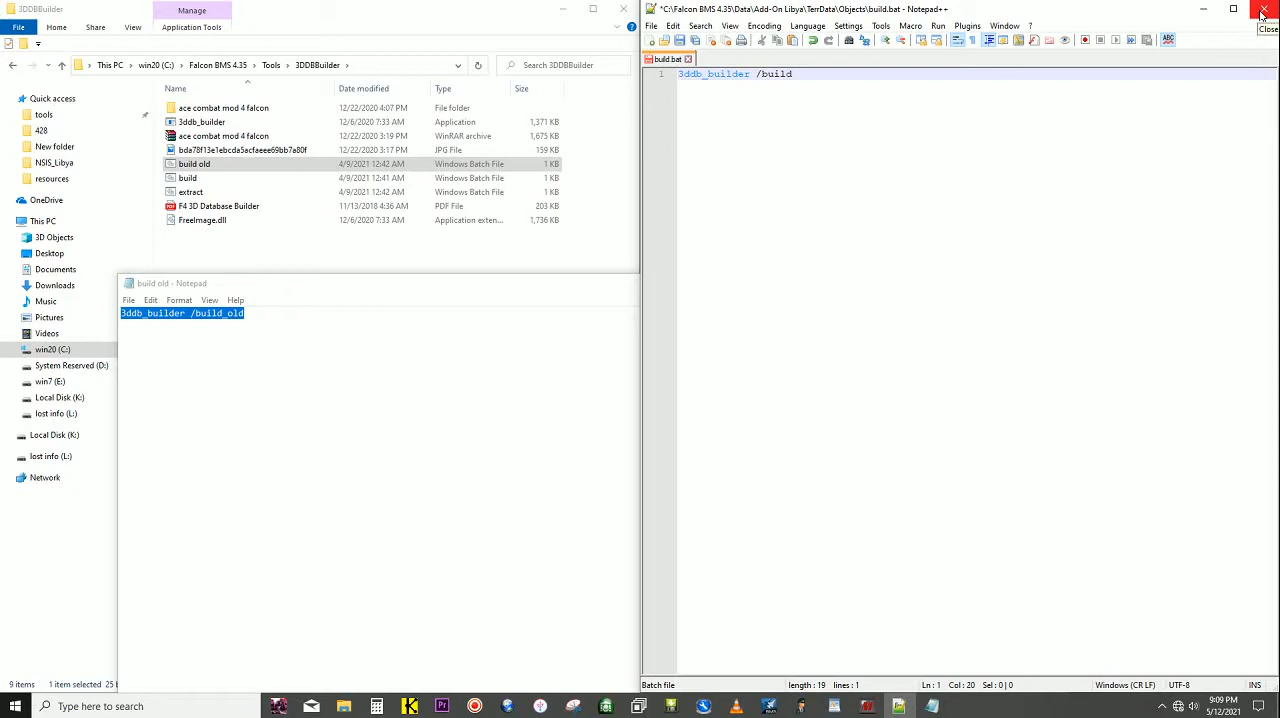 3DDBBuilder
Manage
File
Home
Share
View
Application Tools
This PC
win20 (C:)
Falcon BMS 4.35
Tools
3DDBBuilder
Search 3DDBBuilder
Name
Date modified
Type
Size
Quick access
tools
428
New folder
NSIS_Libya
resources
OneDrive
This PC
3D Objects
Desktop
Documents
Downloads
Music
Pictures
Videos
win20 (C:)
System Reserved (D:)
win7 (E:)
Local Disk (K:)
lost info (L:)
Local Disk (K:)
lost info (L:)
Network
ace combat mod 4 falcon 12/22/2020 4:07 PM File folder
3ddb_builder 12/6/2020 7:33 AM Application 1,371 KB
ace combat mod 4 falcon 12/22/2020 3:19 PM WinRAR archive 1,675 KB
bda78f13e1ebcda5acfaeee69bb7a80f 12/22/2020 3:17 PM JPG File 159 KB
build old 4/9/2021 12:42 AM Windows Batch File 1 KB
build 4/9/2021 12:41 AM Windows Batch File 1 KB
extract 4/9/2021 12:42 AM Windows Batch File 1 KB
F4 3D Database Builder 11/13/2018 4:36 AM PDF File 203 KB
FreeImage.dll 12/6/2020 7:33 AM Application exten... 1,736 KB
9 items
1 item selected 25 b
build old - Notepad
File Edit Format View Help
3ddb_builder /build_old
*C:\Falcon BMS 4.35\Data\Add-On Libya\TerrData\Objects\build.bat - Notepad++
Close
File Edit Search View Encoding Language Settings Tools Macro Run Plugins Window ?
ABC
build.bat
1 3ddb_builder /build
Batch file
length : 19 lines : 1
Ln : 1 Col : 20 Sel : 0 | 0
Windows (CR LF)
UTF-8
INS
Type here to search
K
Pr
9:09 PM
5/12/2021